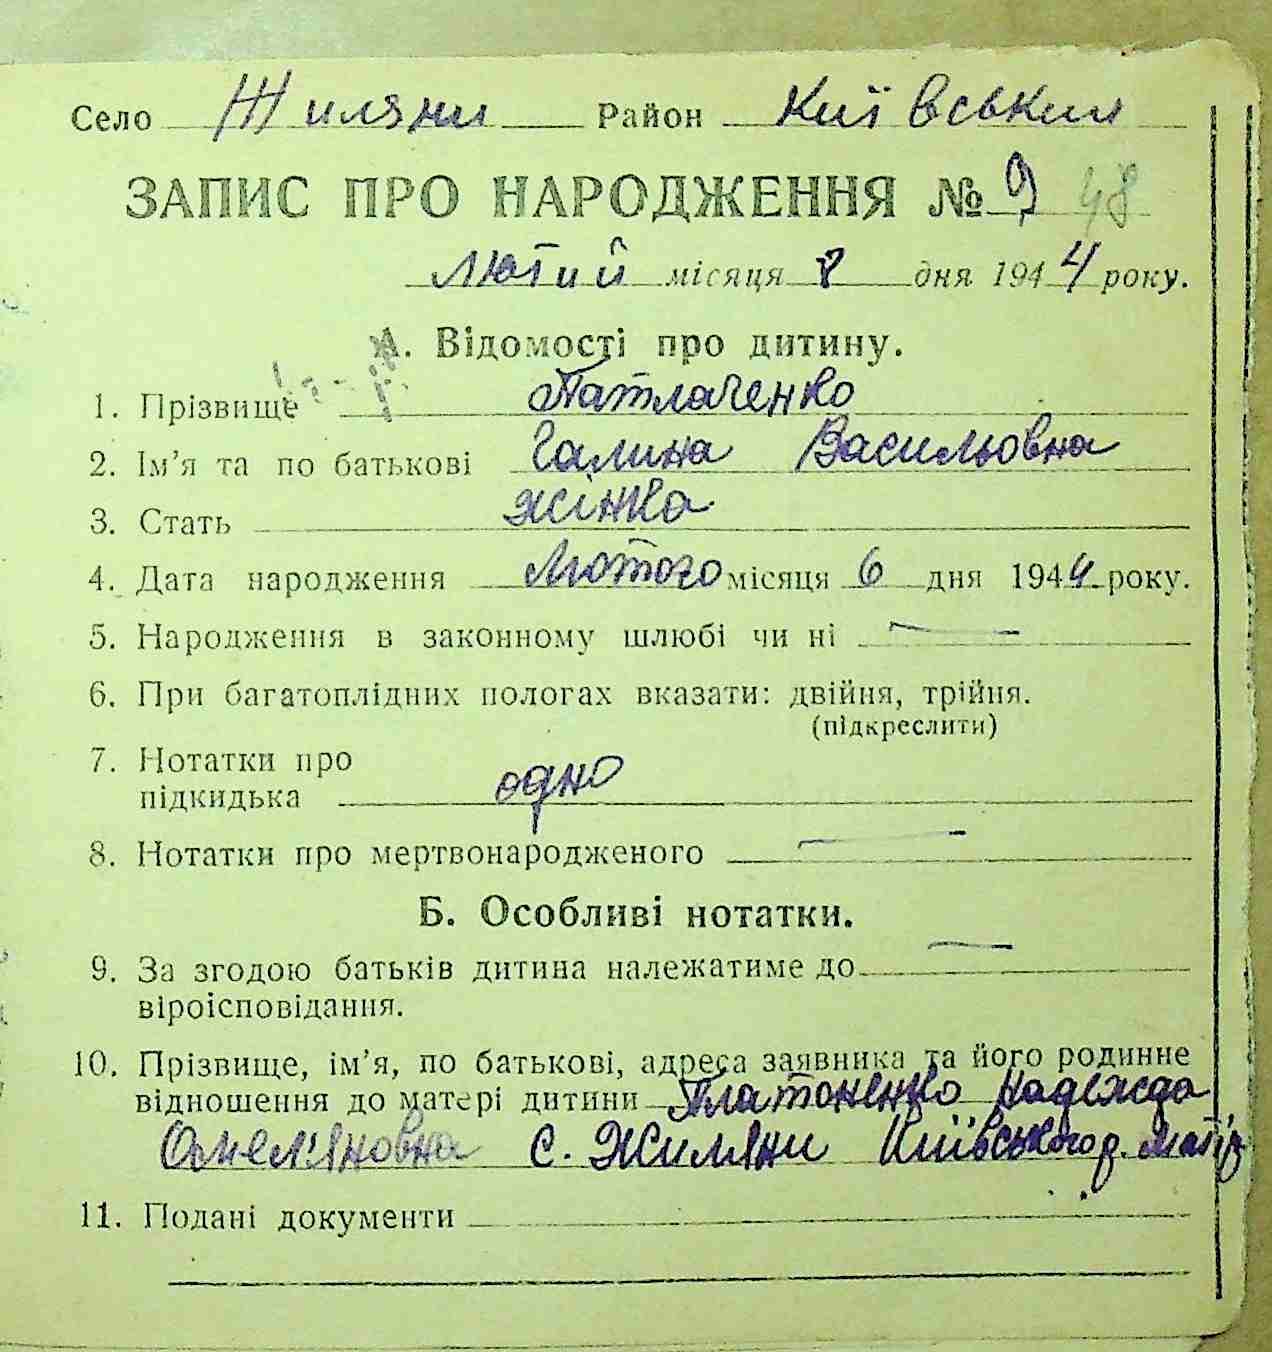 Село Жиляни Район Київський
ЗАПИС ПРО НАРОДЖЕННЯ № 9 48
лютий місяця 8 дня 1944 року.
А. Відомості про дитину.
1. Прізвище Патлаченко
2. Ім’я та по батькові Галина Васильовна
3. Стать жінка
4. Дата народження Лютого місяця 6 дня 1944 року.
5. Народження в законному шлюбі чи ні —
6. При багатоплідних пологах вказати: двійня, трійня.
(підкреслити)
7. Нотатки про
підкидька одно
8. Нотатки про мертвонародженого —
Б. Особливі нотатки.
9. За згодою батьків дитина належатиме до —
віроісповідання.
10. Прізвище, ім’я, по батькові, адреса заявника та його родинне
відношення до матері дитини Платоненко Надежда
Омел'яновна с. Жиляни Київського р. Матір
11. Подані документи